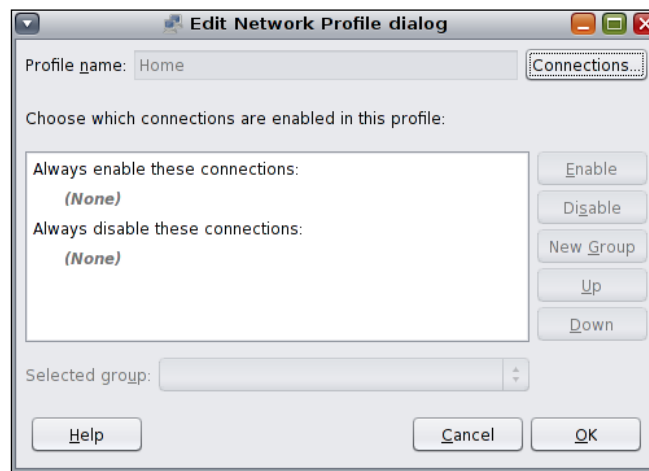 Edit Network Profile dialog
Profile name: Home Connections...
Choose which connections are enabled in this profile:
Always enable these connections:
(None)
Always disable these connections:
(None)
Enable
Disable
New Group
Up
Down
Selected group:
Help Cancel OK